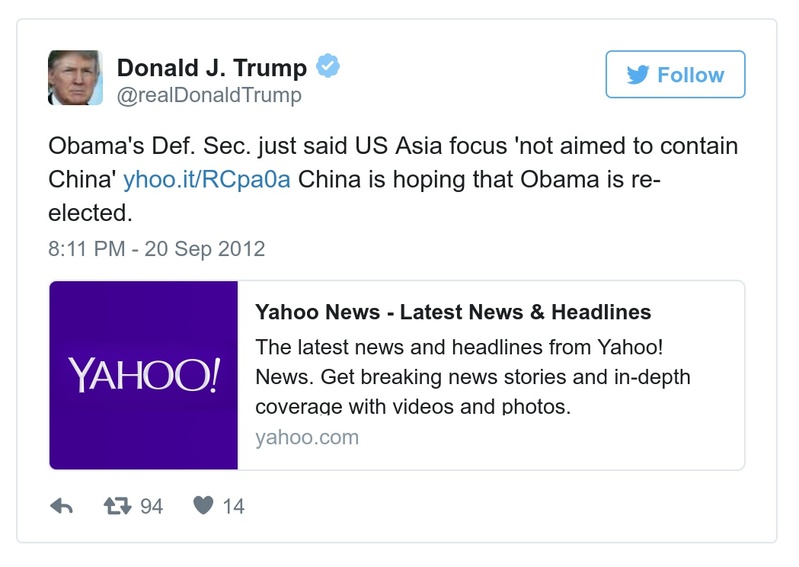 Donald J. Trump
@realDonaldTrump
Follow
Obama's Def. Sec. just said US Asia focus 'not aimed to contain
China' yhoo.it/RCpa0a China is hoping that Obama is re-
elected.
8:11 PM - 20 Sep 2012
YAHOO!
Yahoo News - Latest News & Headlines
The latest news and headlines from Yahoo!
News. Get breaking news stories and in-depth
coverage with videos and photos.
yahoo.com
94 14